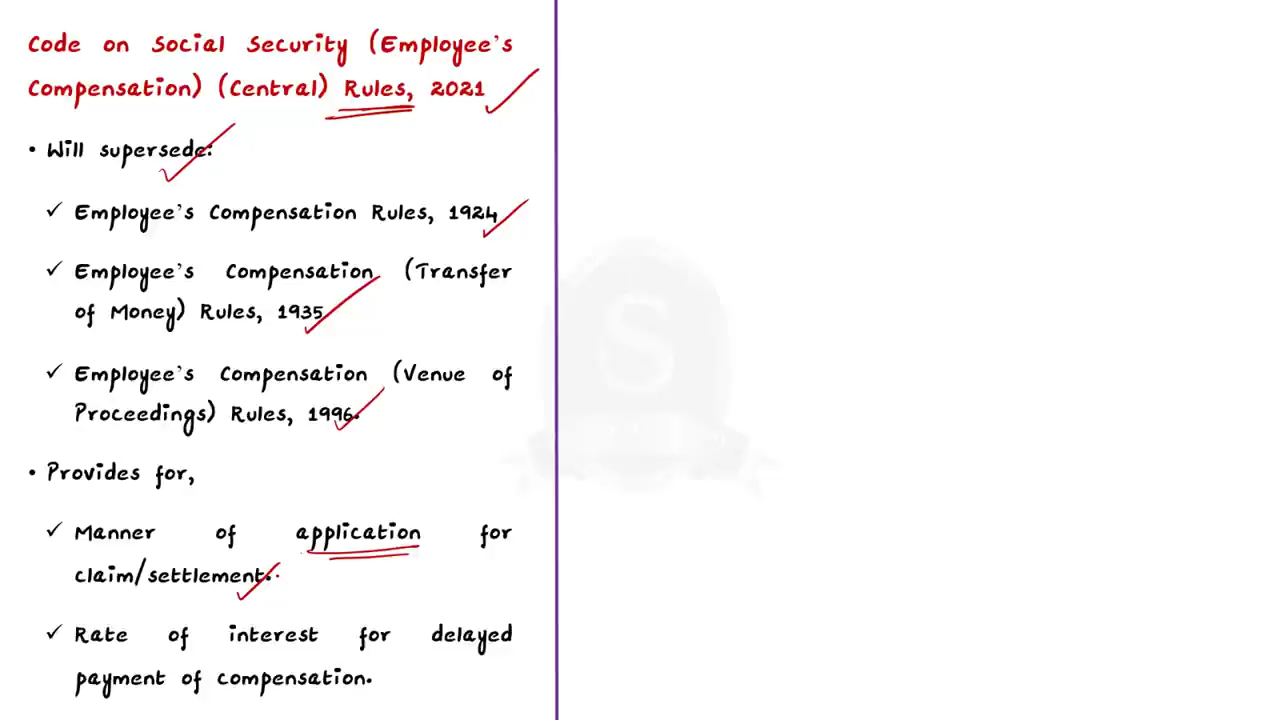 Code on Social Security (Employee's
Compensation) (Central) Rules, 2021
• Will supersede:
✓ Employee's Compensation Rules, 1924
✓ Employee's Compensation (Transfer
of Money) Rules, 1935
✓ Employee's Compensation (Venue of
Proceedings) Rules, 1996.
• Provides for,
✓ Manner of application for
claim/settlement.
✓ Rate of interest for delayed
payment of compensation.
S